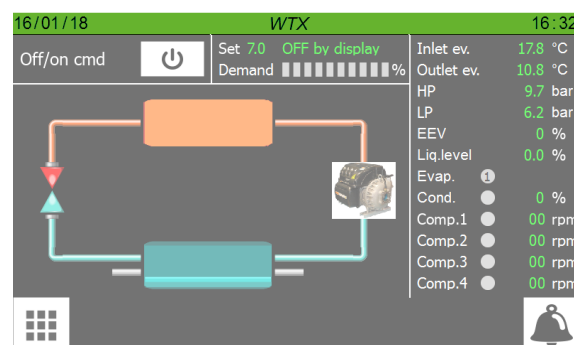 16/01/18 WTX 16:32
Off/on cmd
Set 7.0 OFF by display
Demand %
Inlet ev. 17.8 °C
Outlet ev. 10.8 °C
HP 9.7 bar
LP 6.2 bar
EEV 0 %
Liq.level 0.0 %
Evap. 1
Cond. 0 %
Comp.1 00 rpm
Comp.2 00 rpm
Comp.3 00 rpm
Comp.4 00 rpm